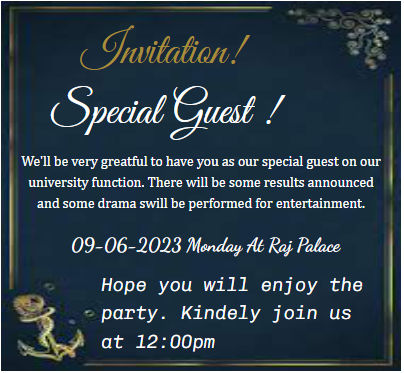 Invitation!
Special Guest !
We'll be very greatful to have you as our special guest on our
university function. There will be some results announced
and some drama swill be performed for entertainment.
09-06-2023 Monday At Raj Palace
Hope you will enjoy the
party. Kindely join us
at 12:00pm